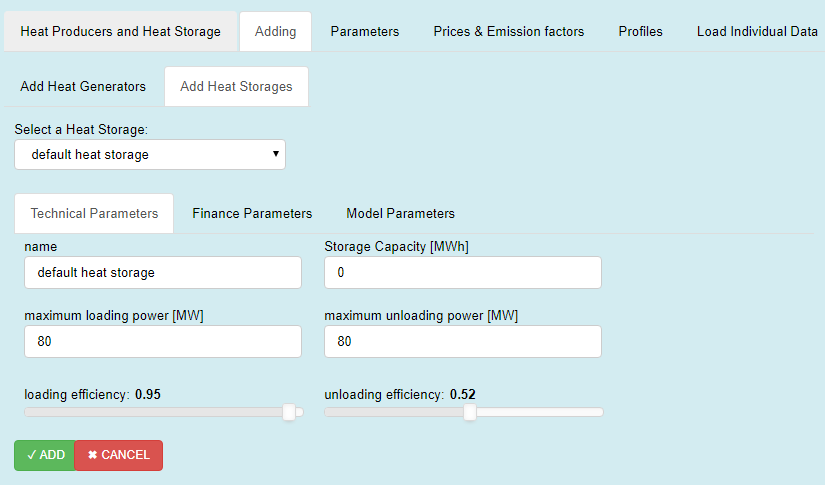 Heat Producers and Heat Storage Adding Parameters Prices & Emission factors Profiles Load Individual Data
Add Heat Generators Add Heat Storages
Select a Heat Storage:
default heat storage
Technical Parameters Finance Parameters Model Parameters
name Storage Capacity [MWh]
default heat storage 0
maximum loading power [MW] maximum unloading power [MW]
80 80
loading efficiency: 0.95 unloading efficiency: 0.52
✓ ADD ✖ CANCEL